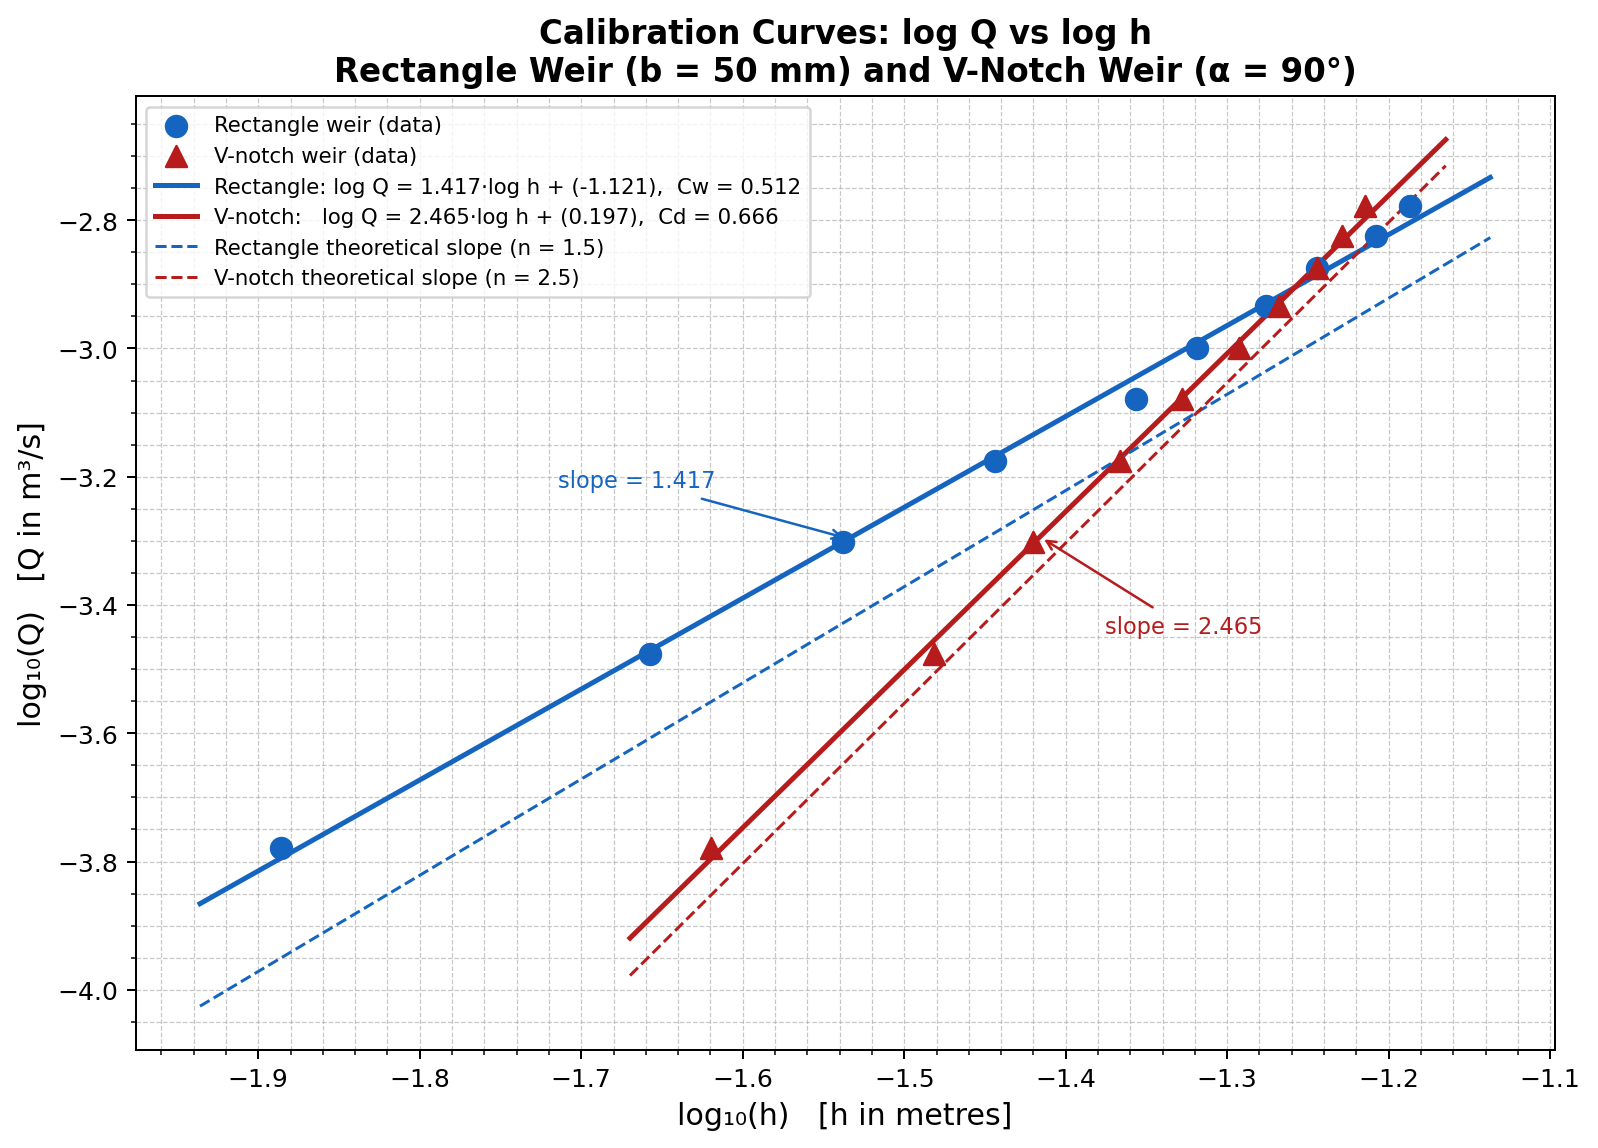 Calibration Curves: log Q vs log h
Rectangle Weir (b = 50 mm) and V-Notch Weir (α = 90°)
Rectangle weir (data)
V-notch weir (data)
Rectangle: log Q = 1.417·log h + (-1.121),  Cw = 0.512
V-notch:   log Q = 2.465·log h + (0.197),  Cd = 0.666
Rectangle theoretical slope (n = 1.5)
V-notch theoretical slope (n = 2.5)
−2.8
−3.0
−3.2
−3.4
−3.6
−3.8
−4.0
log₁₀(Q)   [Q in m³/s]
slope = 1.417
slope = 2.465
−1.9
−1.8
−1.7
−1.6
−1.5
−1.4
−1.3
−1.2
−1.1
log₁₀(h)   [h in metres]